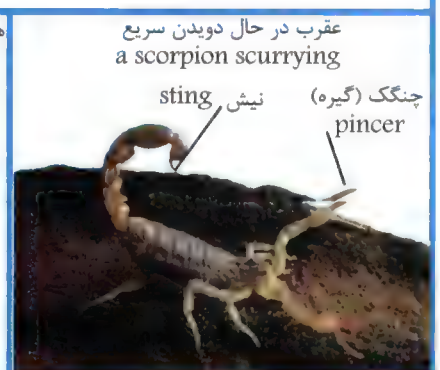 عقرب در حال دویدن سریع
a scorpion scurrying
sting نیش
چنگک (گیره)
pincer